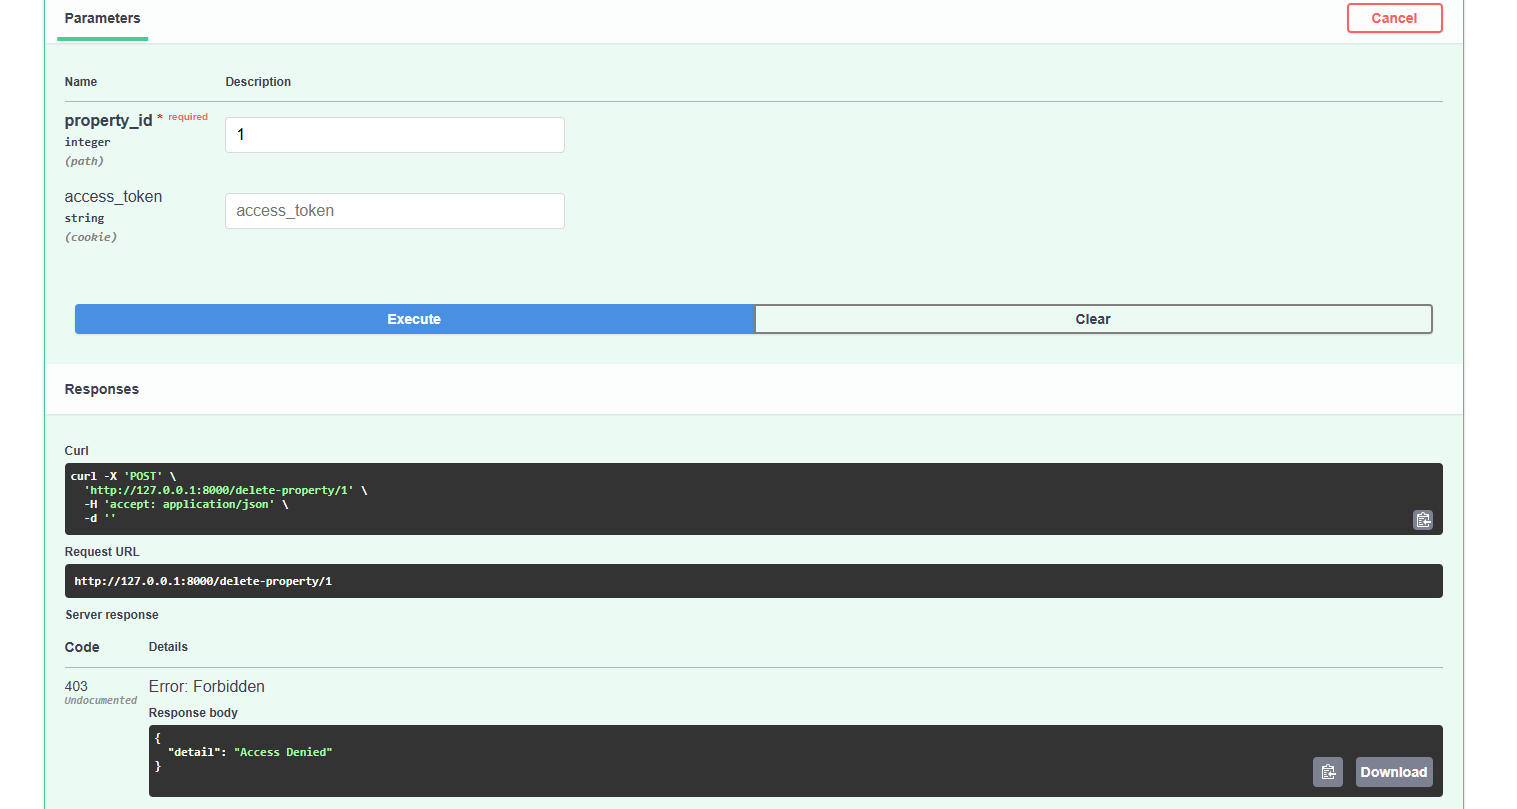 Parameters
Cancel
Name Description
property_id * required
integer
(path)
1
access_token
string
(cookie)
access_token
Execute Clear
Responses
Curl
curl -X 'POST' \
'http://127.0.0.1:8000/delete-property/1' \
-H 'accept: application/json' \
-d ''
Request URL
http://127.0.0.1:8000/delete-property/1
Server response
Code Details
403
Undocumented
Error: Forbidden
Response body
{
"detail": "Access Denied"
}
Download